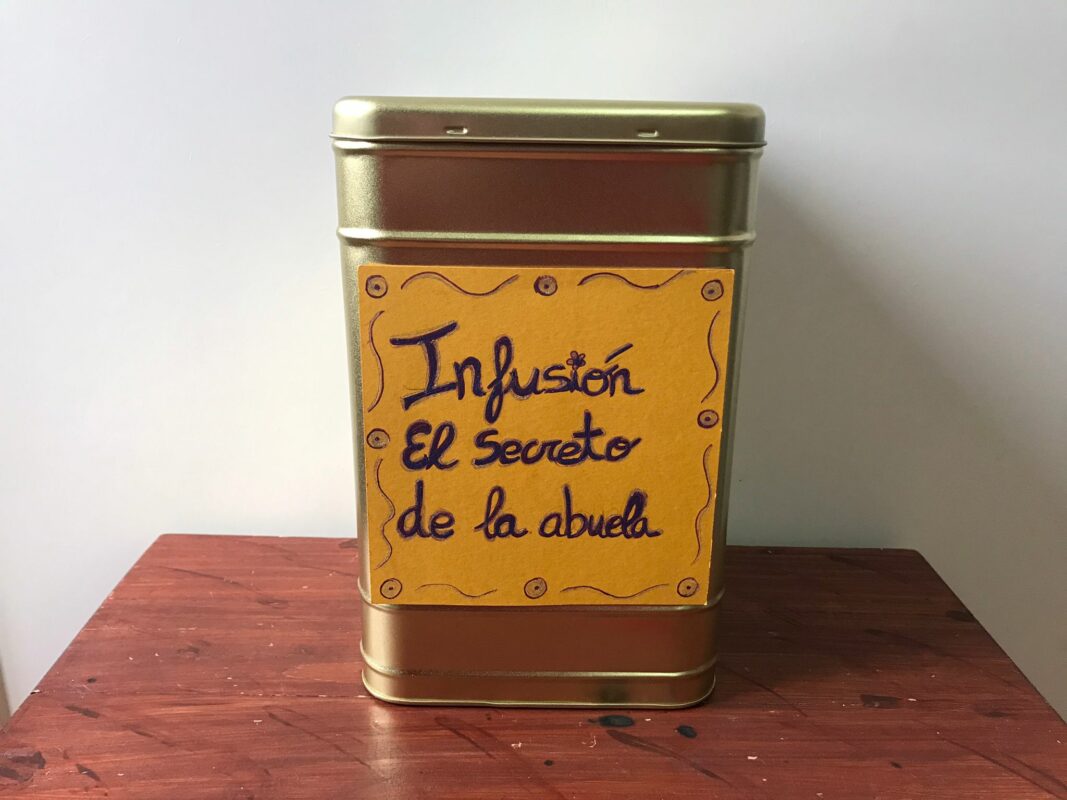 Infusión
El Secreto
de la abuela